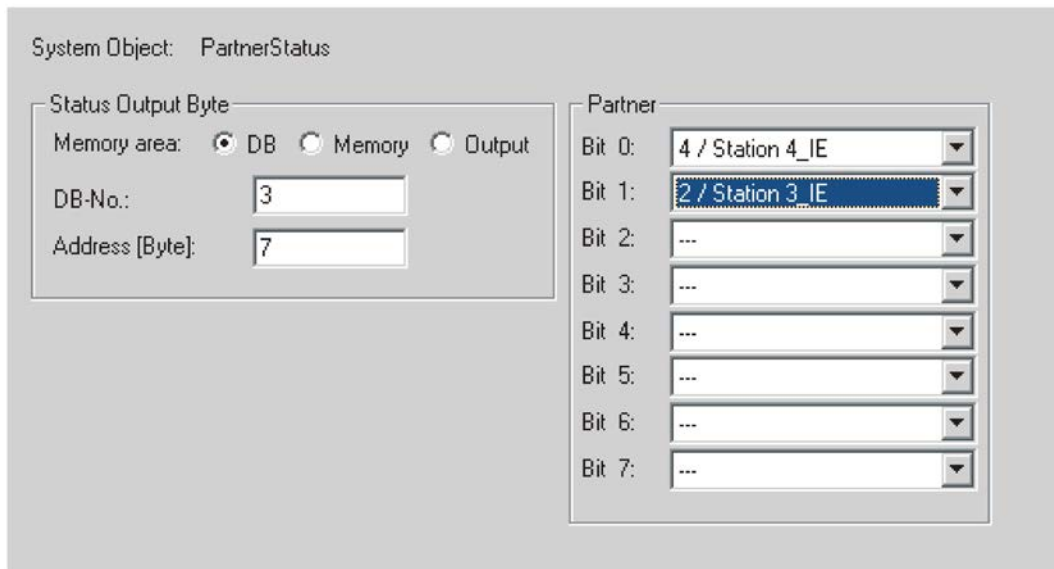 System Object: PartnerStatus
Status Output Byte
Memory area: DB Memory Output
DB-No.: 3
Address [Byte]: 7
Partner
Bit 0: 4 / Station 4_IE
Bit 1: 2 / Station 3_IE
Bit 2: ---
Bit 3: ---
Bit 4: ---
Bit 5: ---
Bit 6: ---
Bit 7: ---